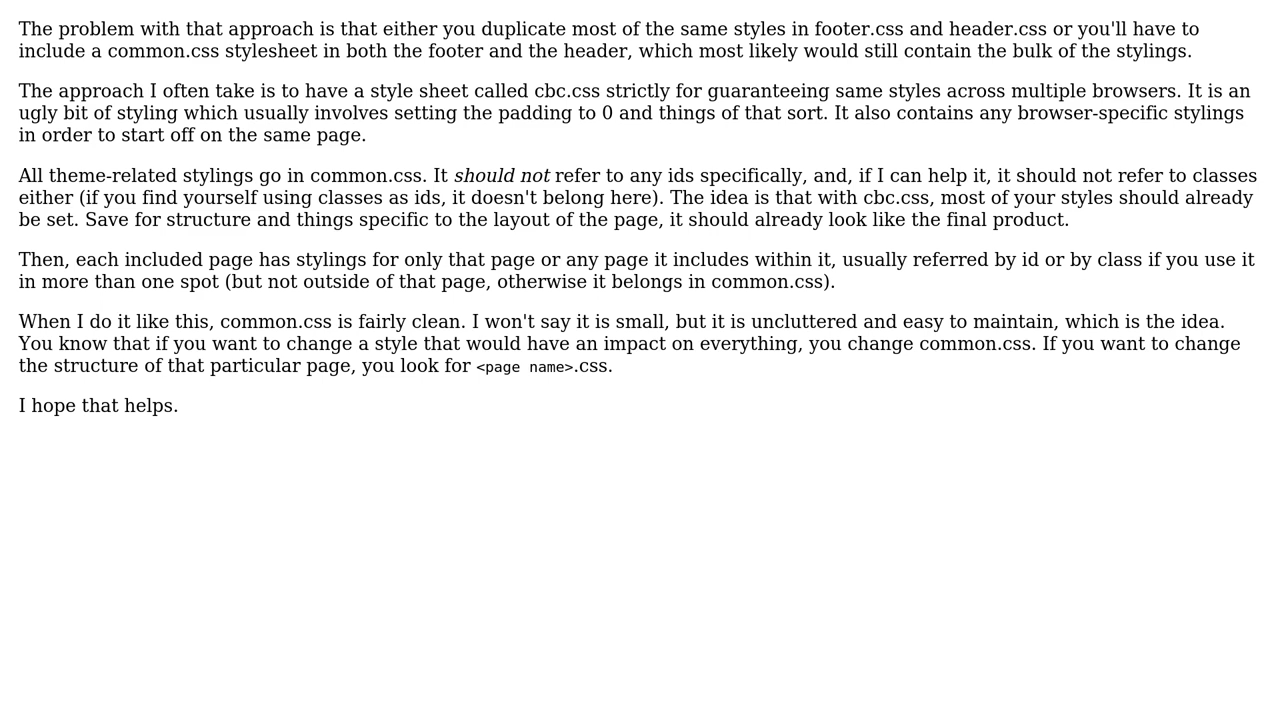 The problem with that approach is that either you duplicate most of the same styles in footer.css and header.css or you'll have to
include a common.css stylesheet in both the footer and the header, which most likely would still contain the bulk of the stylings.
The approach I often take is to have a style sheet called cbc.css strictly for guaranteeing same styles across multiple browsers. It is an
ugly bit of styling which usually involves setting the padding to 0 and things of that sort. It also contains any browser-specific stylings
in order to start off on the same page.
All theme-related stylings go in common.css. It should not refer to any ids specifically, and, if I can help it, it should not refer to classes
either (if you find yourself using classes as ids, it doesn't belong here). The idea is that with cbc.css, most of your styles should already
be set. Save for structure and things specific to the layout of the page, it should already look like the final product.
Then, each included page has stylings for only that page or any page it includes within it, usually referred by id or by class if you use it
in more than one spot (but not outside of that page, otherwise it belongs in common.css).
When I do it like this, common.css is fairly clean. I won't say it is small, but it is uncluttered and easy to maintain, which is the idea.
You know that if you want to change a style that would have an impact on everything, you change common.css. If you want to change
the structure of that particular page, you look for <page name>.css.
I hope that helps.